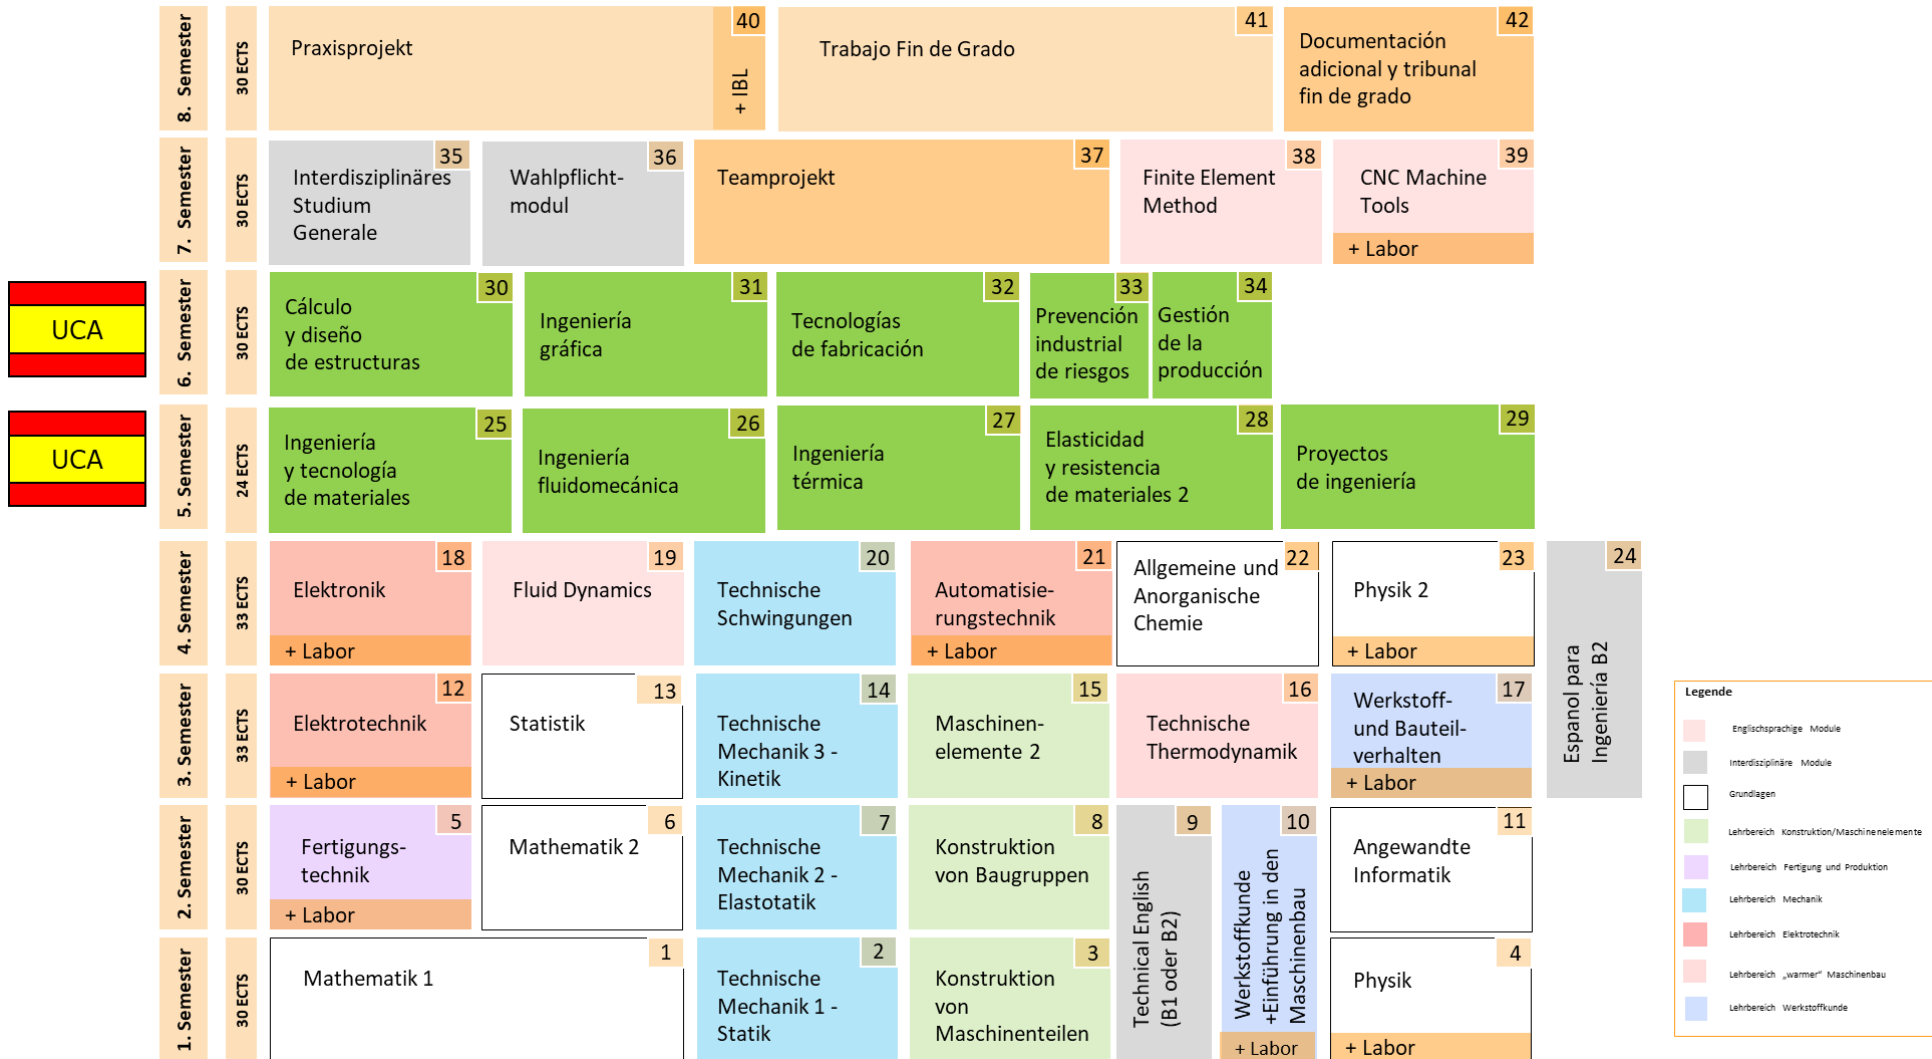 8. Semester
30 ECTS
Praxisprojekt
40
+ IBL
Trabajo Fin de Grado
41
Documentación
adicional y tribunal
fin de grado
42
7. Semester
30 ECTS
Interdisziplinäres
Studium
Generale
35
Wahlpflicht-
modul
36
Teamprojekt
37
Finite Element
Method
38
CNC Machine
Tools
39
+ Labor
UCA
6. Semester
30 ECTS
Cálculo
y diseño
de estructuras
30
Ingeniería
gráfica
31
Tecnologías
de fabricación
32
Prevención
industrial
de riesgos
33
Gestión
de la
producción
34
UCA
5. Semester
24 ECTS
Ingeniería
y tecnología
de materiales
25
Ingeniería
fluidomecánica
26
Ingeniería
térmica
27
Elasticidad
y resistencia
de materiales 2
28
Proyectos
de ingeniería
29
4. Semester
33 ECTS
Elektronik
18
+ Labor
Fluid Dynamics
19
Technische
Schwingungen
20
Automatisie-
rungstechnik
21
+ Labor
Allgemeine und
Anorganische
Chemie
22
Physik 2
23
+ Labor
Espanol para
Ingeniería B2
24
3. Semester
33 ECTS
Elektrotechnik
12
+ Labor
Statistik
13
Technische
Mechanik 3 -
Kinetik
14
Maschinen-
elemente 2
15
Technische
Thermodynamik
16
Werkstoff-
und Bauteil-
verhalten
17
+ Labor
2. Semester
30 ECTS
Fertigungs-
technik
5
+ Labor
Mathematik 2
6
Technische
Mechanik 2 -
Elastotatik
7
Konstruktion
von Baugruppen
8
Technical English
(B1 oder B2)
9
Werkstoffkunde
+Einführung in den
Maschinenbau
10
+ Labor
Angewandte
Informatik
11
1. Semester
30 ECTS
Mathematik 1
1
Technische
Mechanik 1 -
Statik
2
Konstruktion
von
Maschinenteilen
3
Physik
4
+ Labor
Legende
Englischsprachige Module
Interdisziplinäre Module
Grundlagen
Lehrbereich Konstruktion/Maschinenelemente
Lehrbereich Fertigung und Produktion
Lehrbereich Mechanik
Lehrbereich Elektrotechnik
Lehrbereich „warmer“ Maschinenbau
Lehrbereich Werkstoffkunde